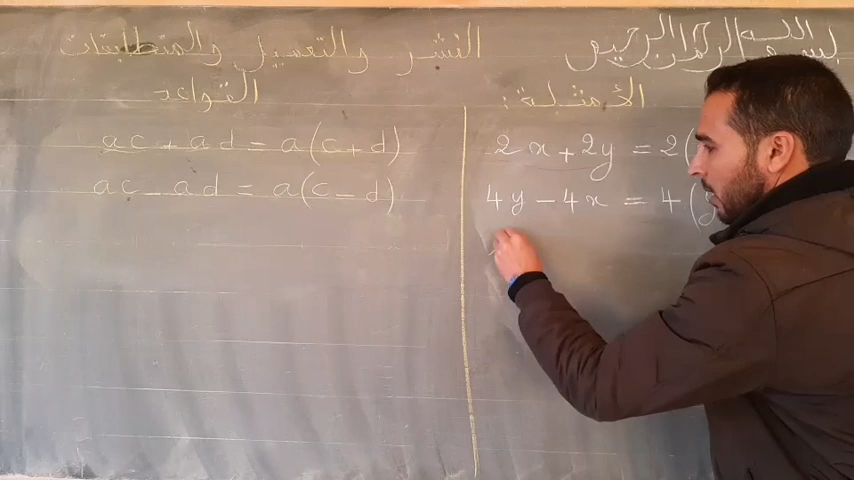 بسم الله الرحمن الرحيم
النشر والتعميل والمتطابقات
الأمثلة :
2x + 2y = 2(
4y - 4x = 4(y
القواعد
ac + ad = a(c + d)
ac - ad = a(c - d)